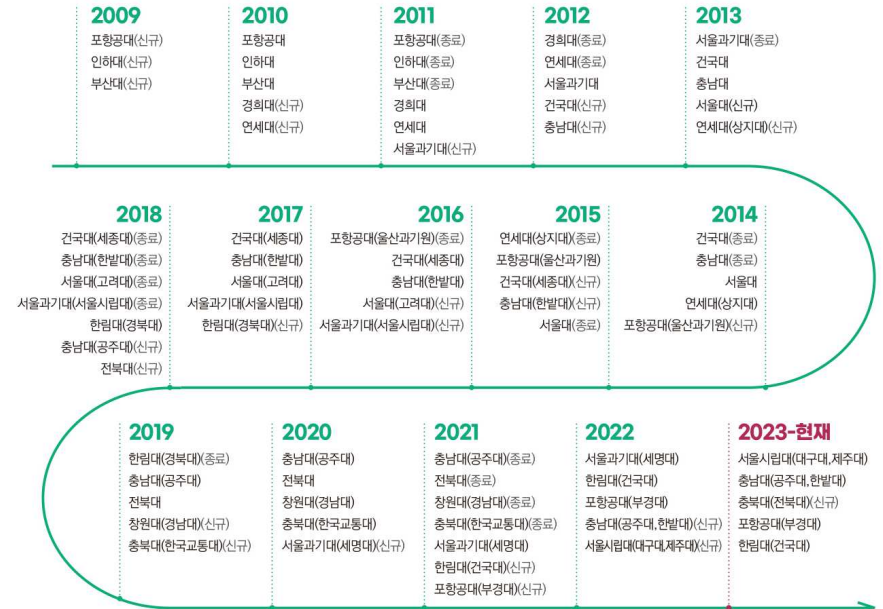 2009
포항공대(신규)
인하대(신규)
부산대(신규)
2010
포항공대
인하대
부산대
경희대(신규)
연세대(신규)
2011
포항공대(종료)
인하대(종료)
부산대(종료)
경희대
연세대
서울과기대(신규)
2012
경희대(종료)
연세대(종료)
서울과기대
건국대(신규)
충남대(신규)
2013
서울과기대(종료)
건국대
충남대
서울대(신규)
연세대(상지대)(신규)
2014
건국대(종료)
충남대(종료)
서울대
연세대(상지대)
포항공대(울산과기원)(신규)
2015
연세대(상지대)(종료)
포항공대(울산과기원)
건국대(세종대)(신규)
충남대(한밭대)(신규)
서울대(종료)
2016
포항공대(울산과기원)(종료)
건국대(세종대)
충남대(한밭대)
서울대(고려대)(신규)
서울과기대(서울시립대)(신규)
2017
건국대(세종대)
충남대(한밭대)
서울대(고려대)
서울과기대(서울시립대)
한림대(경북대)(신규)
2018
건국대(세종대)(종료)
충남대(한밭대)(종료)
서울대(고려대)(종료)
서울과기대(서울시립대)(종료)
한림대(경북대)
충남대(공주대)(신규)
전북대(신규)
2019
한림대(경북대)(종료)
충남대(공주대)
전북대
창원대(경남대)(신규)
충북대(한국교통대)(신규)
2020
충남대(공주대)
전북대
창원대(경남대)
충북대(한국교통대)
서울과기대(세명대)(신규)
2021
충남대(공주대)(종료)
전북대(종료)
창원대(경남대)(종료)
충북대(한국교통대)(종료)
서울과기대(세명대)
한림대(건국대)(신규)
포항공대(부경대)(신규)
2022
서울과기대(세명대)
한림대(건국대)
포항공대(부경대)
충남대(공주대,한밭대)(신규)
서울시립대(대구대,제주대)(신규)
2023-현재
서울시립대(대구대,제주대)
충남대(공주대,한밭대)
충북대(전북대)(신규)
포항공대(부경대)
한림대(건국대)